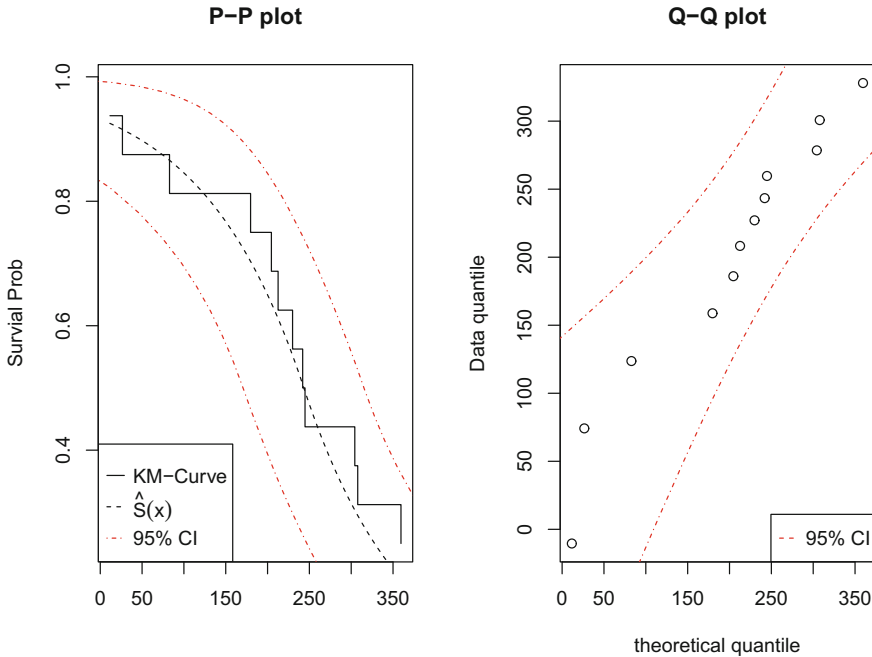 P−P plot
Survial Prob
1.0
0.8
0.6
0.4
0 50 150 250 350
KM−Curve
Ŝ(x)
95% CI
Q−Q plot
Data quantile
300
250
200
150
100
50
0
0 50 150 250 350
95% CI
theoretical quantile